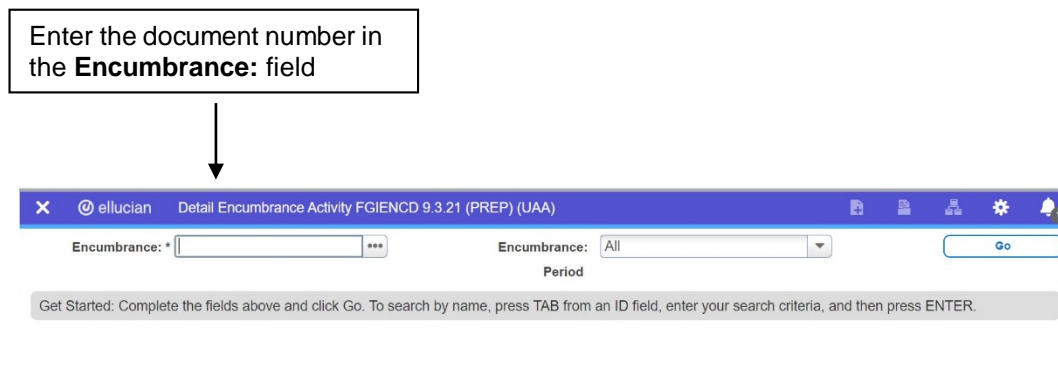 Enter the document number in
the Encumbrance: field
ellucian Detail Encumbrance Activity FGIENCD 9.3.21 (PREP) (UAA)
Encumbrance: * ••• Encumbrance: All Go
Period
Get Started: Complete the fields above and click Go. To search by name, press TAB from an ID field, enter your search criteria, and then press ENTER.